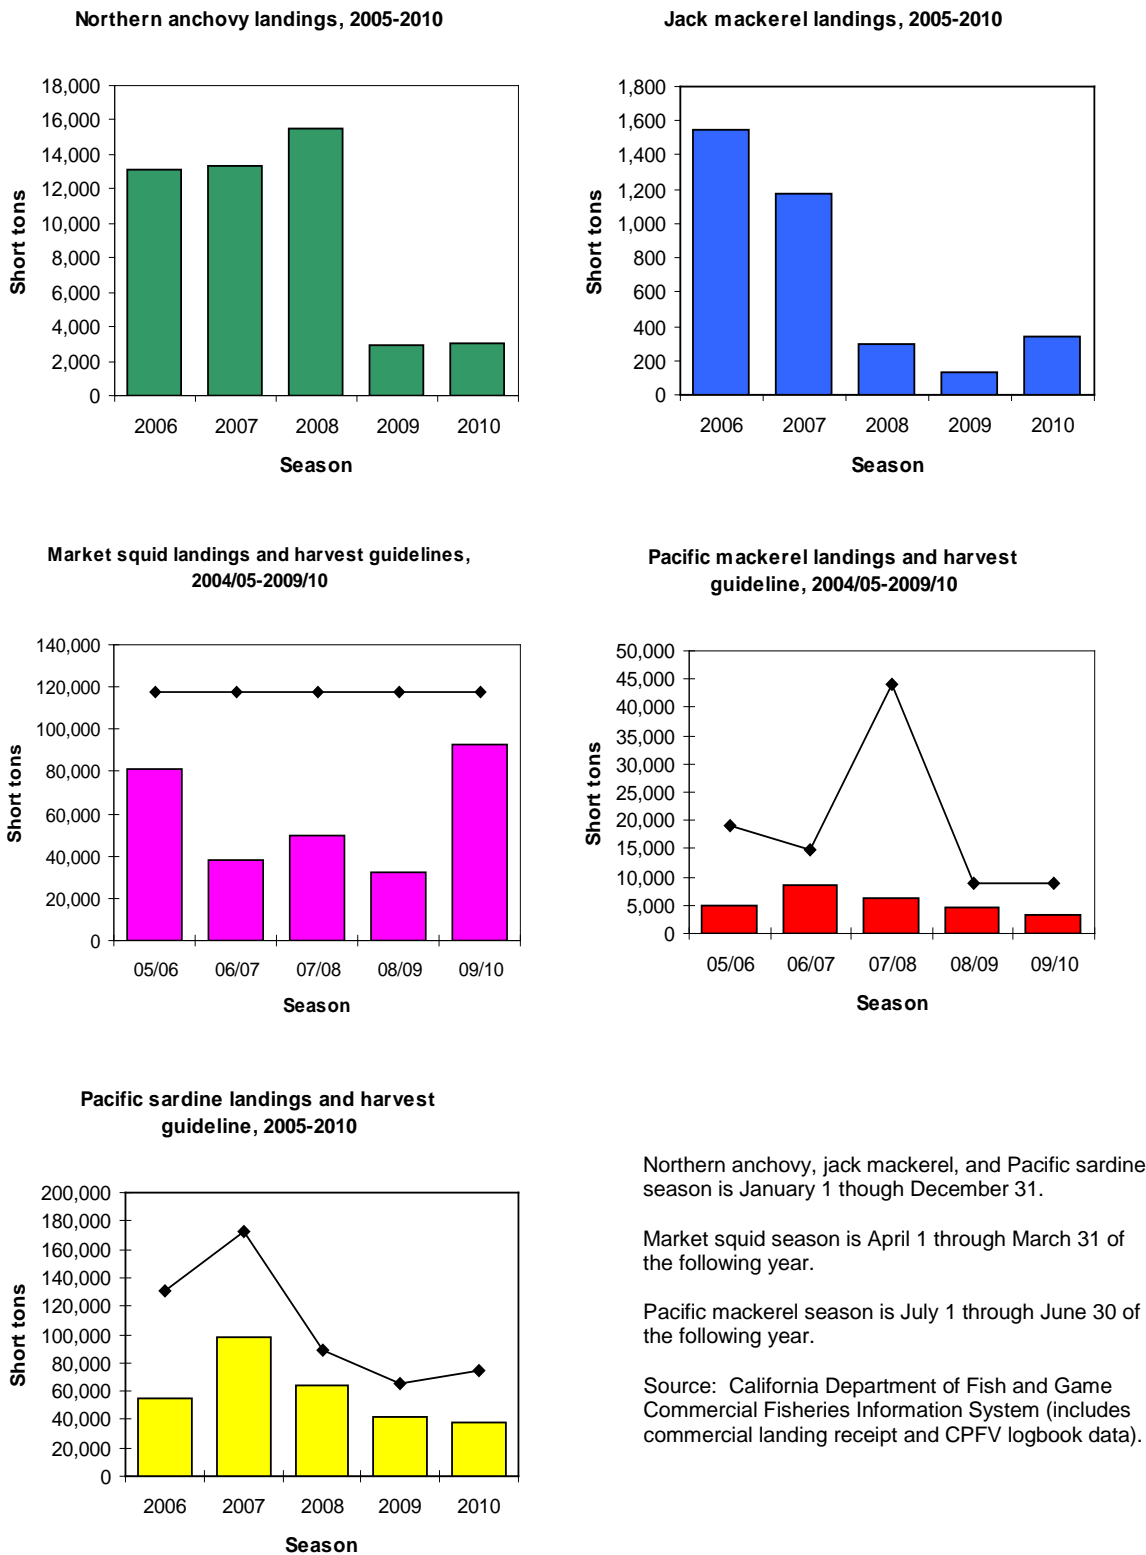 Northern anchovy landings, 2005-2010
Short tons
18,000
16,000
14,000
12,000
10,000
8,000
6,000
4,000
2,000
0
2006 2007 2008 2009 2010
Season
Jack mackerel landings, 2005-2010
Short tons
1,800
1,600
1,400
1,200
1,000
800
600
400
200
0
2006 2007 2008 2009 2010
Season
Market squid landings and harvest guidelines,
2004/05-2009/10
Short tons
140,000
120,000
100,000
80,000
60,000
40,000
20,000
0
05/06 06/07 07/08 08/09 09/10
Season
Pacific mackerel landings and harvest
guideline, 2004/05-2009/10
Short tons
50,000
45,000
40,000
35,000
30,000
25,000
20,000
15,000
10,000
5,000
0
05/06 06/07 07/08 08/09 09/10
Season
Pacific sardine landings and harvest
guideline, 2005-2010
Short tons
200,000
180,000
160,000
140,000
120,000
100,000
80,000
60,000
40,000
20,000
0
2006 2007 2008 2009 2010
Season
Northern anchovy, jack mackerel, and Pacific sardine
season is January 1 though December 31.
Market squid season is April 1 through March 31 of
the following year.
Pacific mackerel season is July 1 through June 30 of
the following year.
Source: California Department of Fish and Game
Commercial Fisheries Information System (includes
commercial landing receipt and CPFV logbook data).